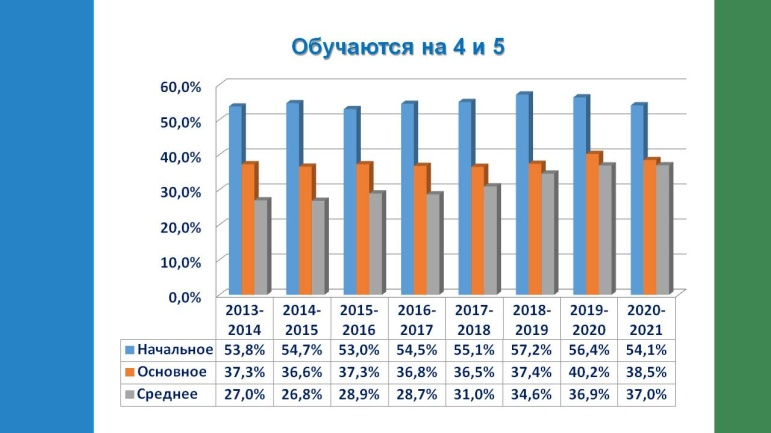 Обучаются на 4 и 5
60,0%
50,0%
40,0%
30,0%
20,0%
10,0%
0,0%
2013-2014 2014-2015 2015-2016 2016-2017 2017-2018 2018-2019 2019-2020 2020-2021
Начальное 53,8% 54,7% 53,0% 54,5% 55,1% 57,2% 56,4% 54,1%
Основное 37,3% 36,6% 37,3% 36,8% 36,5% 37,4% 40,2% 38,5%
Среднее 27,0% 26,8% 28,9% 28,7% 31,0% 34,6% 36,9% 37,0%